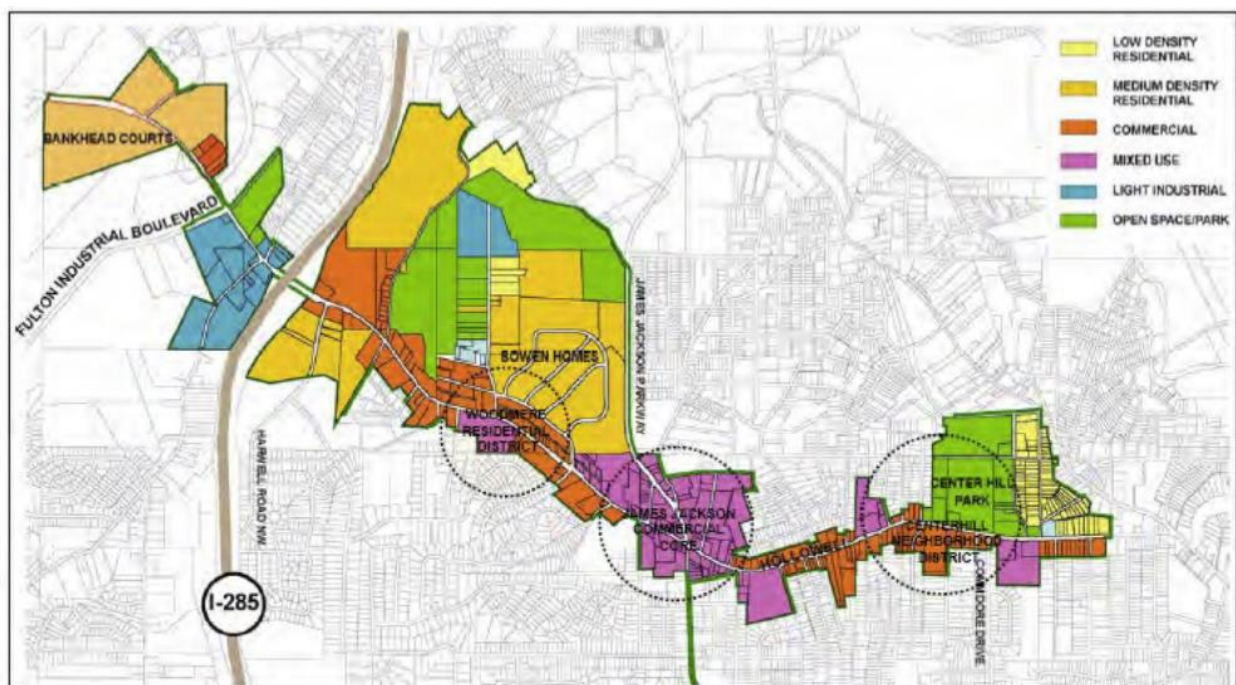 LOW DENSITY
RESIDENTIAL
MEDIUM DENSITY
RESIDENTIAL
COMMERCIAL
MIXED USE
LIGHT INDUSTRIAL
OPEN SPACE/PARK
BANKHEAD COURTS
FULTON INDUSTRIAL BOULEVARD
JAMES JACKSON PARKWAY
BOWEN HOMES
WOODMERE
RESIDENTIAL
DISTRICT
HARWELL ROAD NW
JAMES JACKSON
COMMERCIAL
CORE
HOLLOWELL
CENTER HILL
PARK
CENTERHILL
NEIGHBORHOOD
DISTRICT
COMMODORE DRIVE
I-285